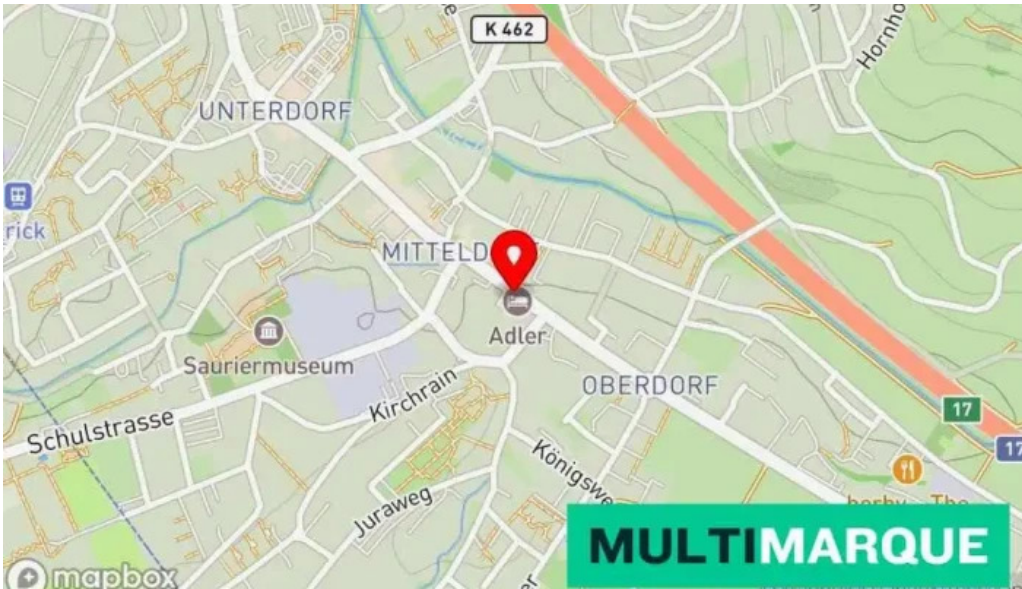 K 462
Hornho
UNTERDORF
rick
MITTELD
Adler
Sauriermuseum
OBERDORF
Kirchrain
17
Schulstrasse
17
Königswe
Juraweg
MULTIMARQUE
mapbox